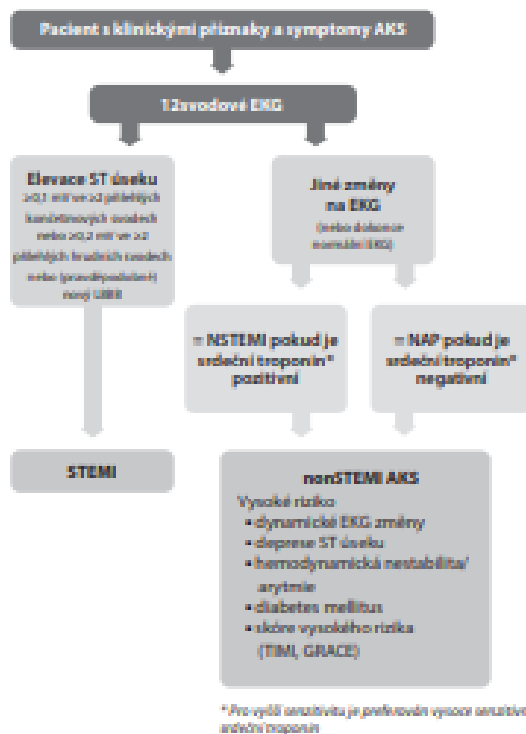 Pacient s klinickými příznaky a symptomy AKS
12svodové EKG
Elevace ST úseku
≥0,1 mV ve ≥2 přilehlých
končetinových svodech
nebo ≥0,2 mV ve ≥2
přilehlých hrudních svodech
nebo (pravděpodobně)
nový LBBB
Jiné změny
na EKG
(nebo dokonce
normální EKG)
= NSTEMI pokud je
srdeční troponin*
pozitivní
= NAP pokud je
srdeční troponin*
negativní
STEMI
nonSTEMI AKS
Vysoké riziko
• dynamické EKG změny
• deprese ST úseku
• hemodynamická nestabilita/
arytmie
• diabetes mellitus
• skóre vysokého rizika
(TIMI, GRACE)
* Pro vyšší senzitivitu je preferován vysoce senzitivn
srdeční troponin